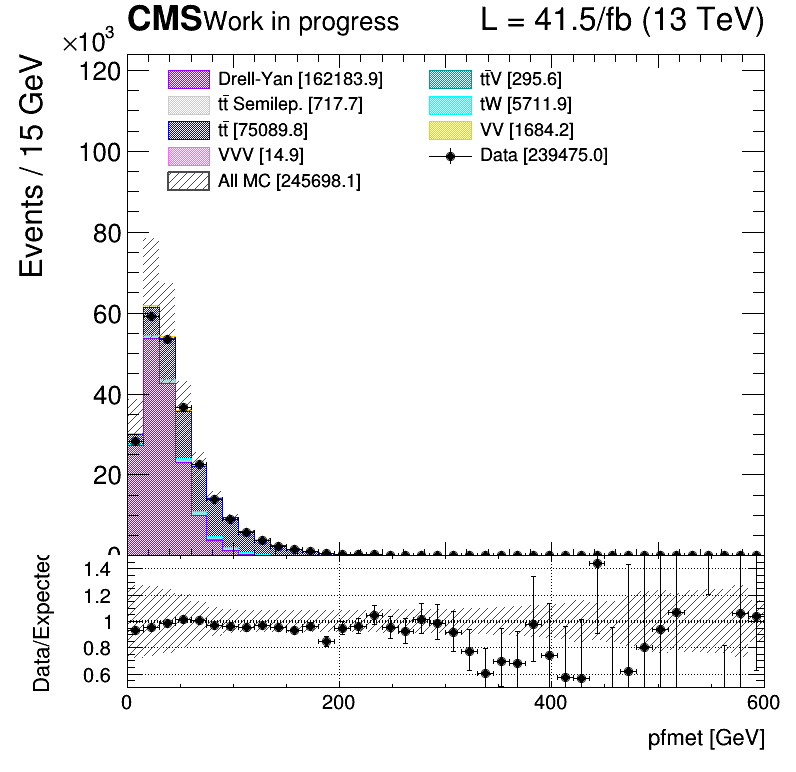 CMS Work in progress L = 41.5/fb (13 TeV)
×10³
Events / 15 GeV
120
100
80
60
40
20
0
Drell-Yan [162183.9]
tt̄ Semilep. [717.7]
tt̄ [75089.8]
VVV [14.9]
All MC [245698.1]
tt̄V [295.6]
tW [5711.9]
VV [1684.2]
Data [239475.0]
Data/Expected
1.4
1.2
1
0.8
0.6
0 200 400 600
pfmet [GeV]